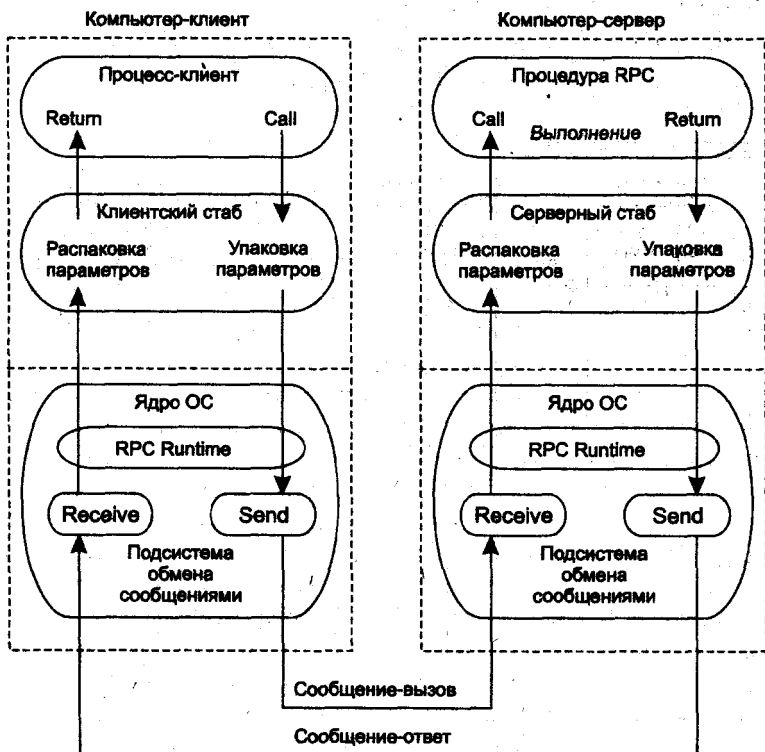 Компьютер-клиент
Процесс-клиент
Return
Call
Клиентский стаб
Распаковка
параметров
Упаковка
параметров
Ядро ОС
RPC Runtime
Receive
Send
Подсистема
обмена
сообщениями
Компьютер-сервер
Процедура RPC
Call
Выполнение
Return
Серверный стаб
Распаковка
параметров
Упаковка
параметров
Ядро ОС
RPC Runtime
Receive
Send
Подсистема
обмена
сообщениями
Сообщение-вызов
Сообщение-ответ